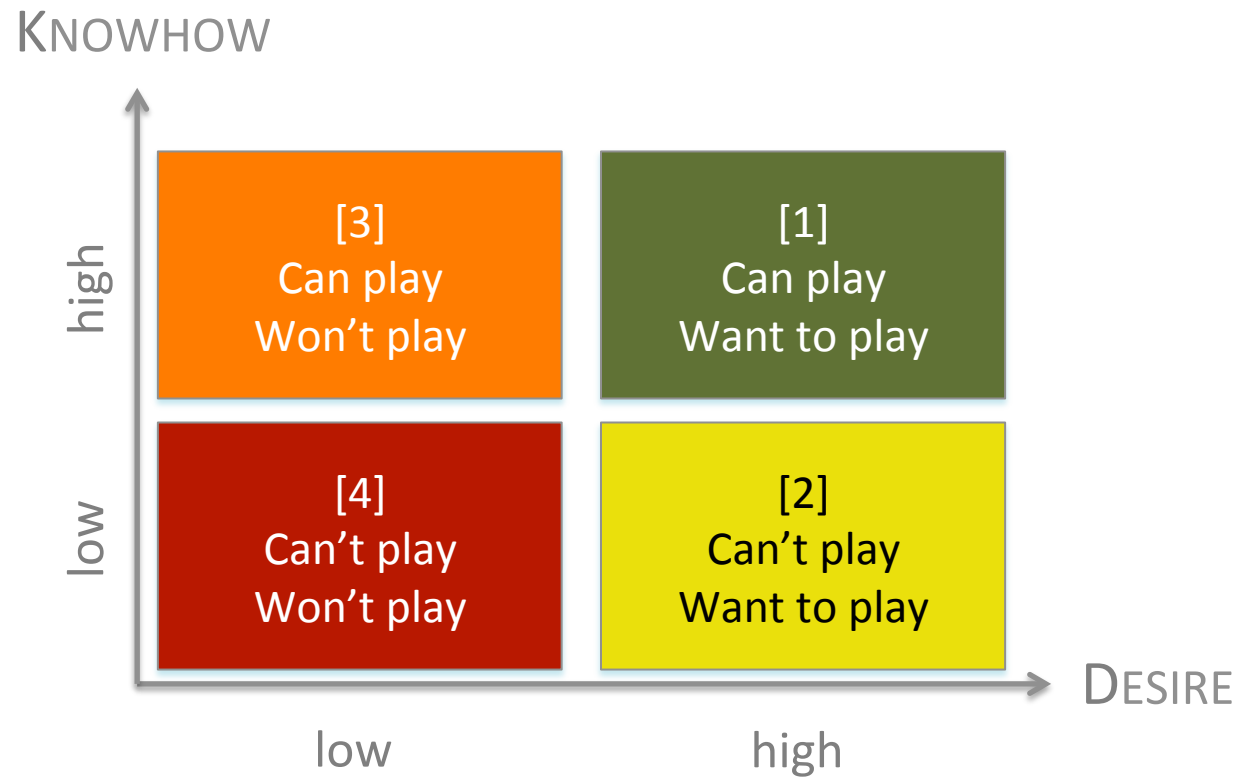 KNOWHOW
high
[3]
Can play
Won’t play
[1]
Can play
Want to play
low
[4]
Can’t play
Won’t play
[2]
Can’t play
Want to play
DESIRE
low
high